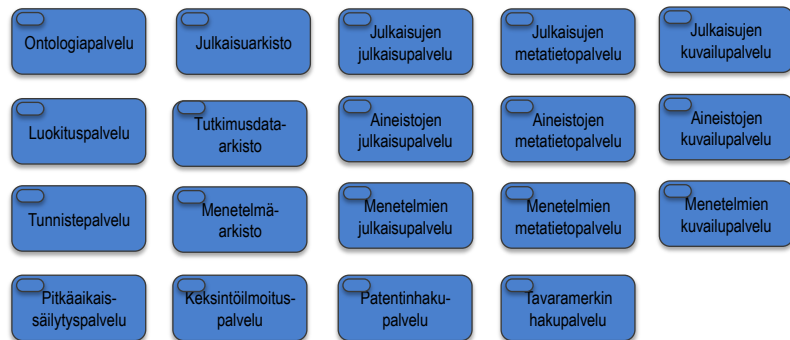 Ontologiapalvelu
Julkaisuarkisto
Julkaisujen
julkaisupalvelu
Julkaisujen
metatietopalvelu
Julkaisujen
kuvailupalvelu
Luokituspalvelu
Tutkimusdata-
arkisto
Aineistojen
julkaisupalvelu
Aineistojen
metatietopalvelu
Aineistojen
kuvailupalvelu
Tunnistepalvelu
Menetelmä-
arkisto
Menetelmien
julkaisupalvelu
Menetelmien
metatietopalvelu
Menetelmien
kuvailupalvelu
Pitkäaikais-
säilytyspalvelu
Keksintöilmoitus-
palvelu
Patentinhaku-
palvelu
Tavaramerkin
hakupalvelu